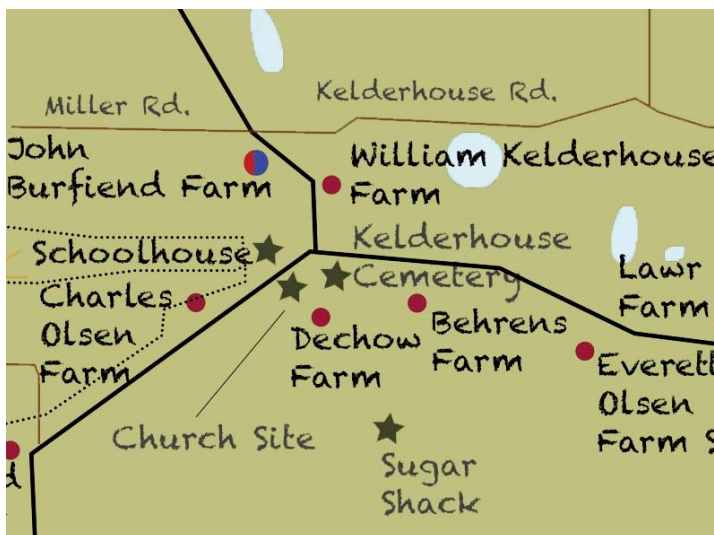 Kelderhouse Rd.
Miller Rd.
John
Burfiend Farm
William Kelderhouse
Farm
Schoolhouse
Kelderhouse
Cemetery
Lawr
Farm
Charles
Olsen
Farm
Dechow
Farm
Behrens
Farm
Everett
Olsen
Farm S
Church Site
Sugar
Shack
d